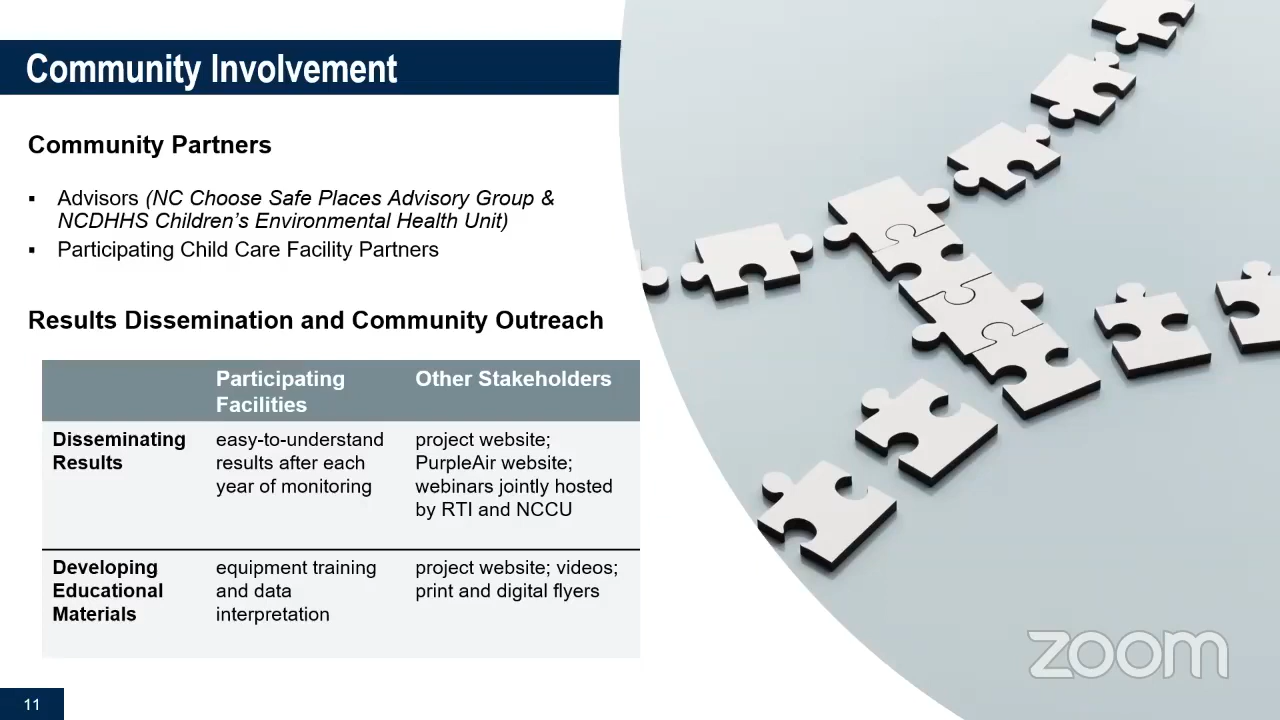 Community Involvement
Community Partners
▪ Advisors (NC Choose Safe Places Advisory Group &
NCDHHS Children's Environmental Health Unit)
▪ Participating Child Care Facility Partners
Results Dissemination and Community Outreach
Participating
Facilities
Other Stakeholders
Disseminating
Results
easy-to-understand
results after each
year of monitoring
project website;
PurpleAir website;
webinars jointly hosted
by RTI and NCCU
Developing
Educational
Materials
equipment training
and data
interpretation
project website; videos;
print and digital flyers
zoom
11